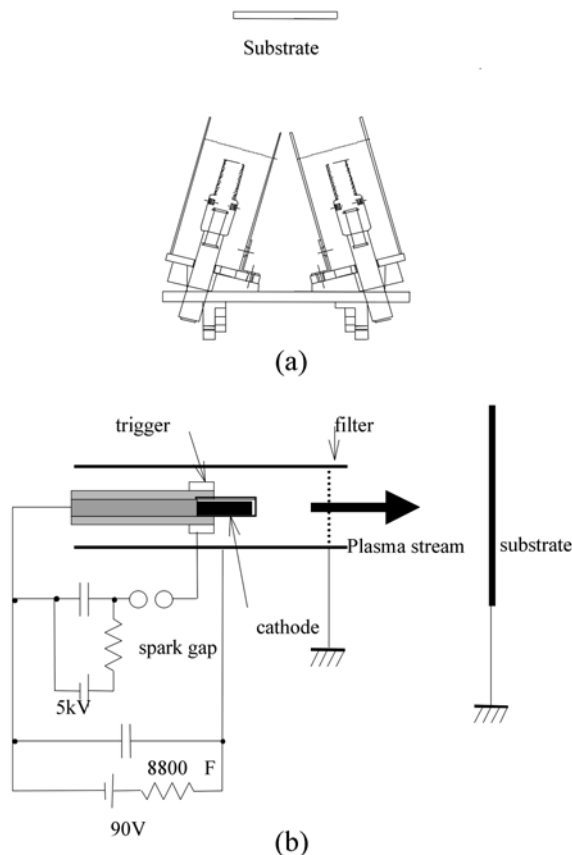 Substrate
(a)
trigger
filter
Plasma stream
substrate
cathode
spark gap
5kV
8800 F
90V
(b)